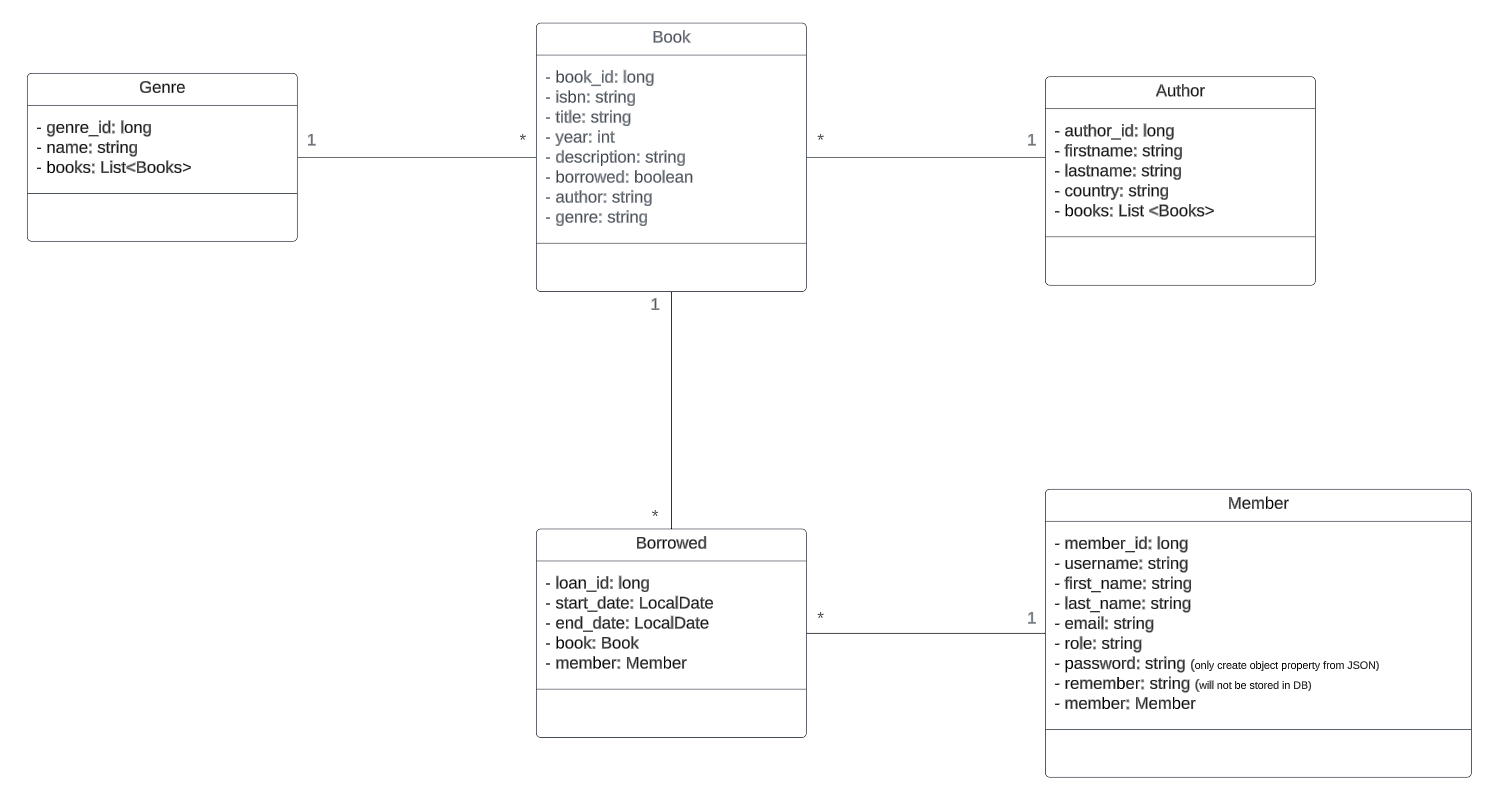 Genre
- genre_id: long
- name: string
- books: List<Books>
1
*
Book
- book_id: long
- isbn: string
- title: string
- year: int
- description: string
- borrowed: boolean
- author: string
- genre: string
*
1
Author
- author_id: long
- firstname: string
- lastname: string
- country: string
- books: List <Books>
1
*
Borrowed
- loan_id: long
- start_date: LocalDate
- end_date: LocalDate
- book: Book
- member: Member
*
1
Member
- member_id: long
- username: string
- first_name: string
- last_name: string
- email: string
- role: string
- password: string (only create object property from JSON)
- remember: string (will not be stored in DB)
- member: Member